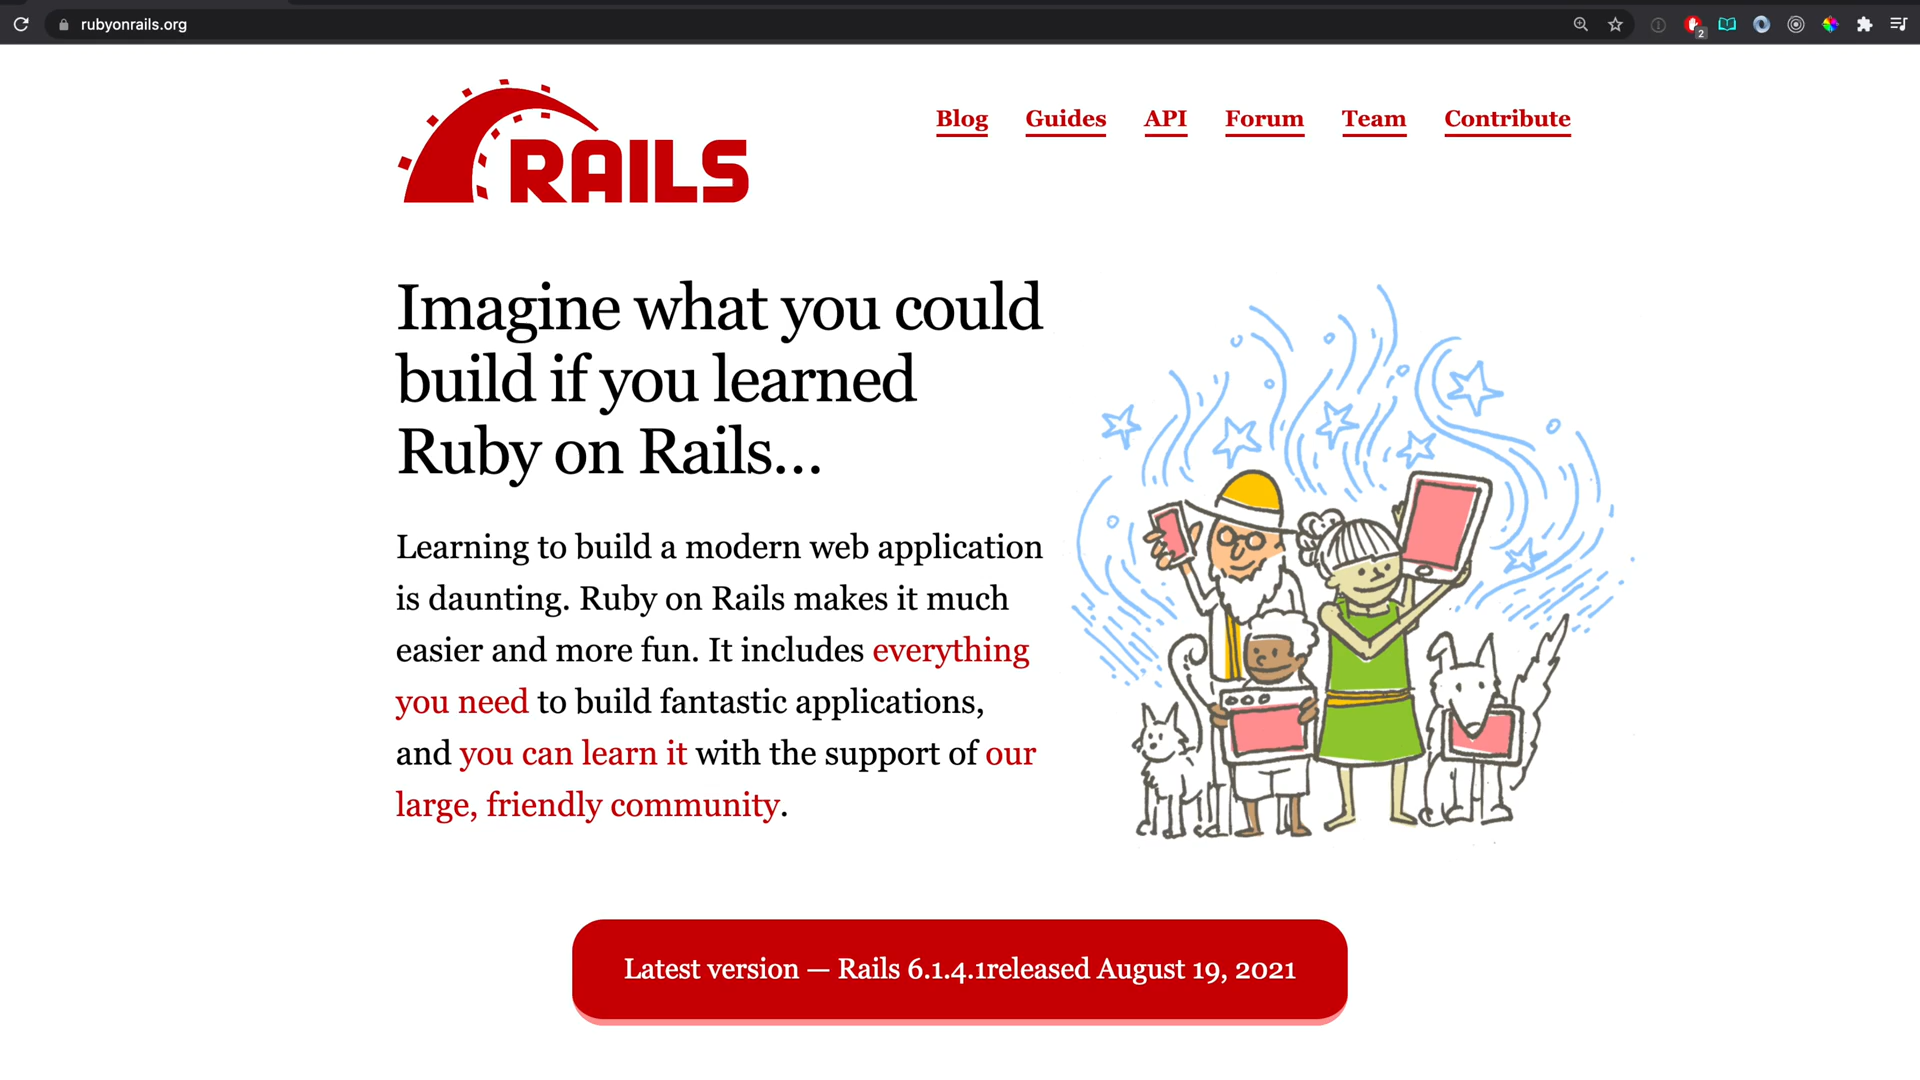 rubyonrails.org
2
RAILS
Blog Guides API Forum Team Contribute
Imagine what you could
build if you learned
Ruby on Rails…
Learning to build a modern web application
is daunting. Ruby on Rails makes it much
easier and more fun. It includes everything
you need to build fantastic applications,
and you can learn it with the support of our
large, friendly community.
Latest version — Rails 6.1.4.1released August 19, 2021